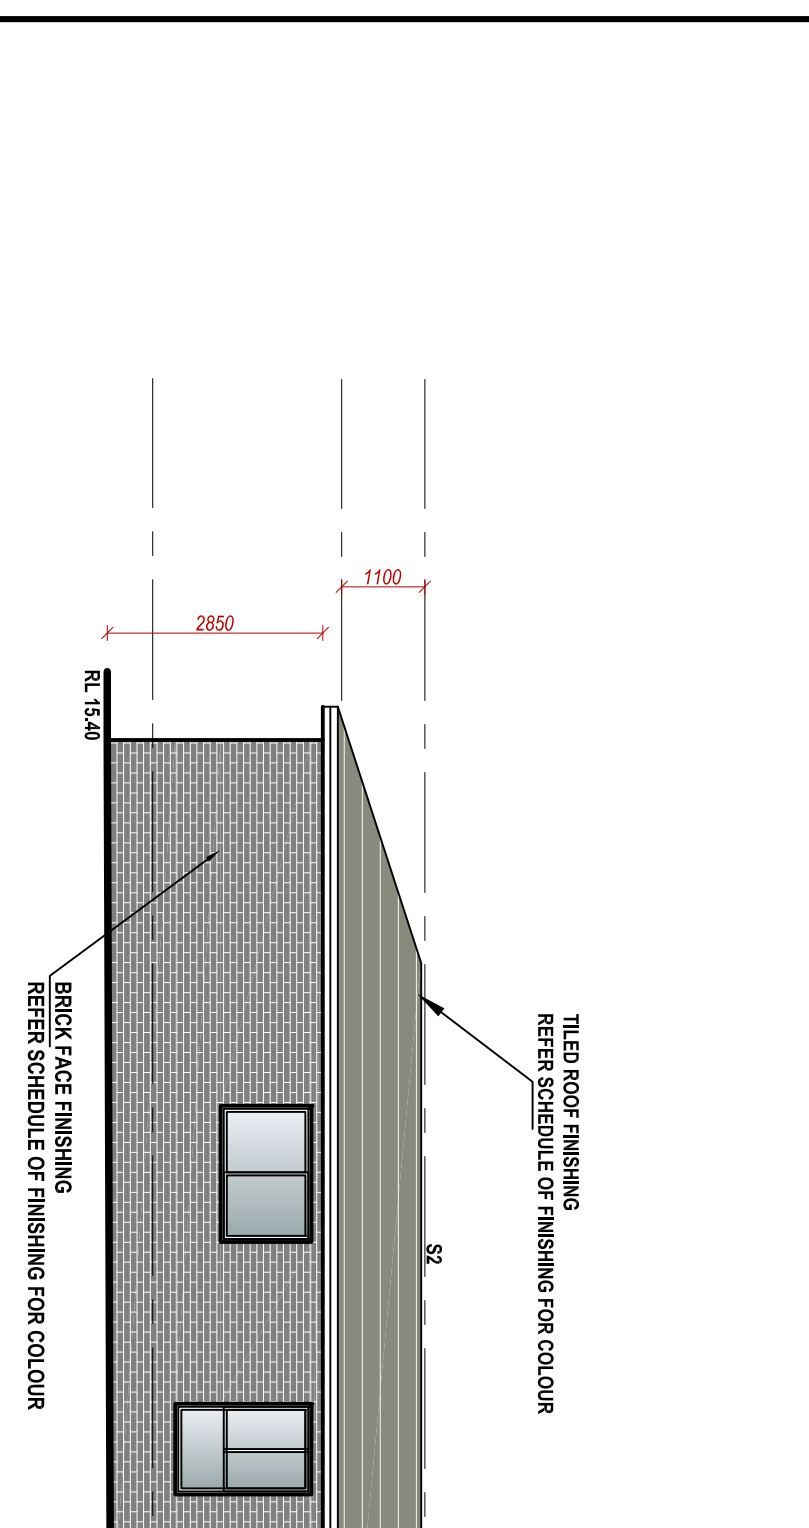 1100
2850
TILED ROOF FINISHING
REFER SCHEDULE OF FINISHING FOR COLOUR
S2
RL 15.40
BRICK FACE FINISHING
REFER SCHEDULE OF FINISHING FOR COLOUR